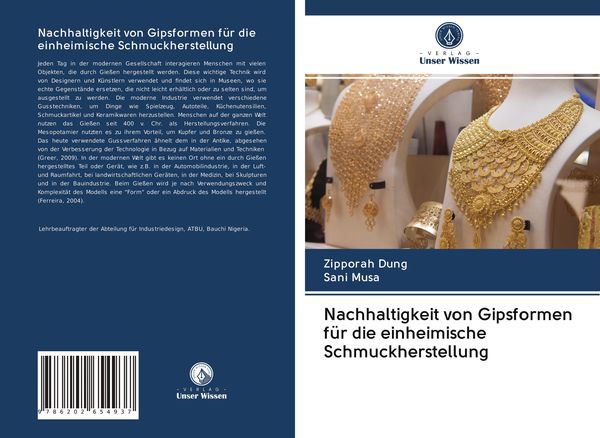 Nachhaltigkeit von Gipsformen für die
einheimische Schmuckherstellung
Jeden Tag in der modernen Gesellschaft interagieren Menschen mit vielen
Objekten, die durch Gießen hergestellt werden. Diese wichtige Technik wird
von Designern und Künstlern verwendet und findet sich in Museen, wo sie
echte Gegenstände ersetzen, die nicht leicht erhältlich oder zu selten sind, um
ausgestellt zu werden. Die moderne Industrie verwendet verschiedene
Gusstechniken, um Dinge wie Spielzeug, Autoteile, Küchenutensilien,
Schmuckartikel und Keramikwaren herzustellen. Menschen auf der ganzen Welt
nutzen das Gießen seit 400 v. Chr. als Herstellungsverfahren. Die
Mesopotamier nutzten es zu ihrem Vorteil, um Kupfer und Bronze zu gießen.
Das heute verwendete Gussverfahren ähnelt dem in der Antike, abgesehen
von der Verbesserung der Technologie in Bezug auf Materialien und Techniken
(Greer, 2009). In der modernen Welt gibt es keinen Ort ohne ein durch Gießen
hergestelltes Teil oder Gerät, wie z.B. in der Automobilindustrie, in der Luft-
und Raumfahrt, bei landwirtschaftlichen Geräten, in der Medizin, bei Skulpturen
und in der Bauindustrie. Beim Gießen wird je nach Verwendungszweck und
Komplexität des Modells eine "Form" oder ein Abdruck des Modells hergestellt
(Ferreira, 2004).
Lehrbeauftragter der Abteilung für Industriedesign, ATBU, Bauchi Nigeria.
9 786202 654937
VERLAG
Unser Wissen
VERLAG
Unser Wissen
Zipporah Dung
Sani Musa
Nachhaltigkeit von Gipsformen
für die einheimische
Schmuckherstellung